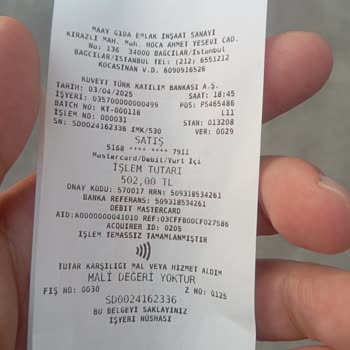 MAAY GIDA EMLAK INŞAAT SANAYİ
KİRAZLI MAH. Mah. HOCA AHMET YESEVİ CAD.
No: 136 34000 BAĞCILAR/İstanbul
BAĞCILAR/İSTANBUL TEL: (212) 6551212
KOCASİNAN V.D. 6090916526
KUVEYT TÜRK KATILIM BANKASI A.Ş.
TARİH: 03/04/2025 SAAT: 18:45
İŞYERİ: 035700000000499 POS: P5465486
BATCH NO: KT-000116 L11
İŞLEM NO: 000031 STAN: 013208
SN: SD0024162336 IMK/530 VER: 0029
SATIŞ
5168 **** **** 7911
Mastercard/Debit/Yurt İçi
İŞLEM TUTARI
502,00 TL
ONAY KODU: 570017 RRN: 509318534261
BANKA REFERANS: 509318534261
DEBIT MASTERCARD
AID:A0000000041010 REF:03CFFB00CF027586
ACQUIRER ID: 0205
İŞLEM TEMASSIZ TAMAMLANMIŞTIR
TUTAR KARŞILIĞI MAL VEYA HİZMET ALDIM
MALİ DEĞERİ YOKTUR
FİŞ NO: 0030 Z NO: 0125
SD0024162336
BU BELGEYİ SAKLAYINIZ
İŞYERİ NÜSHASI